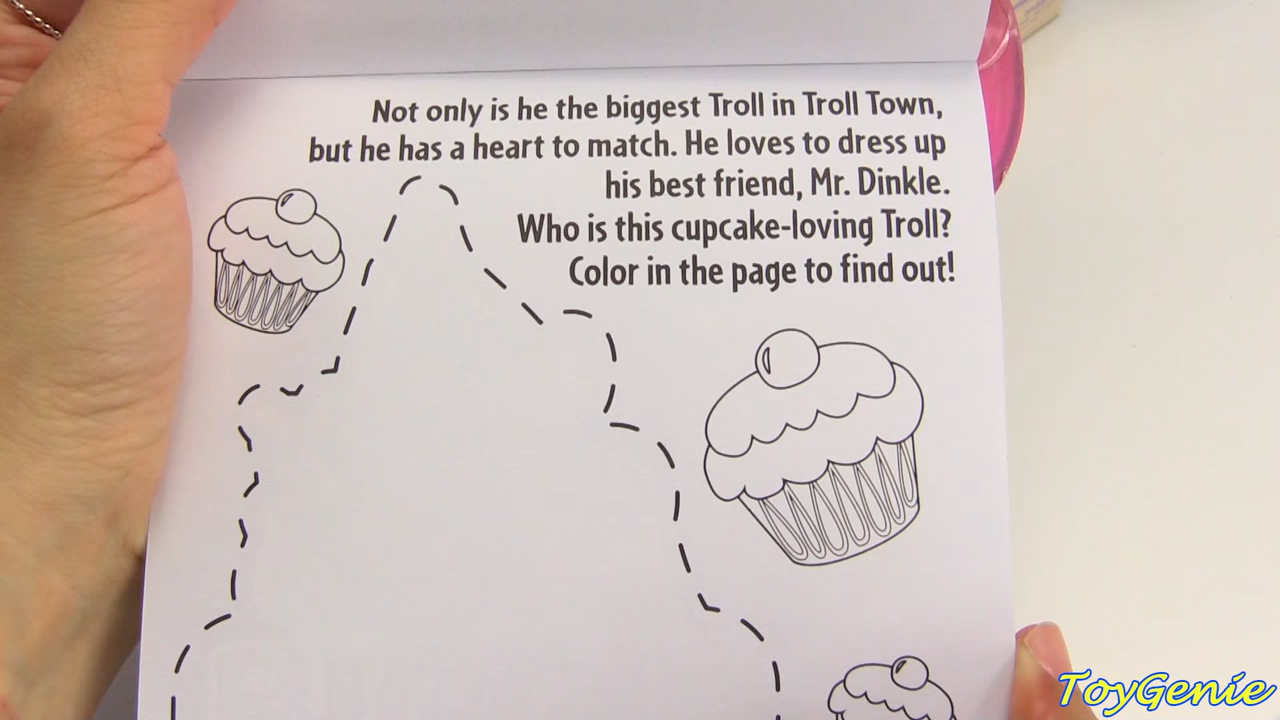 Not only is he the biggest Troll in Troll Town,
but he has a heart to match. He loves to dress up
his best friend, Mr. Dinkle.
Who is this cupcake-loving Troll?
Color in the page to find out!
ToyGenie